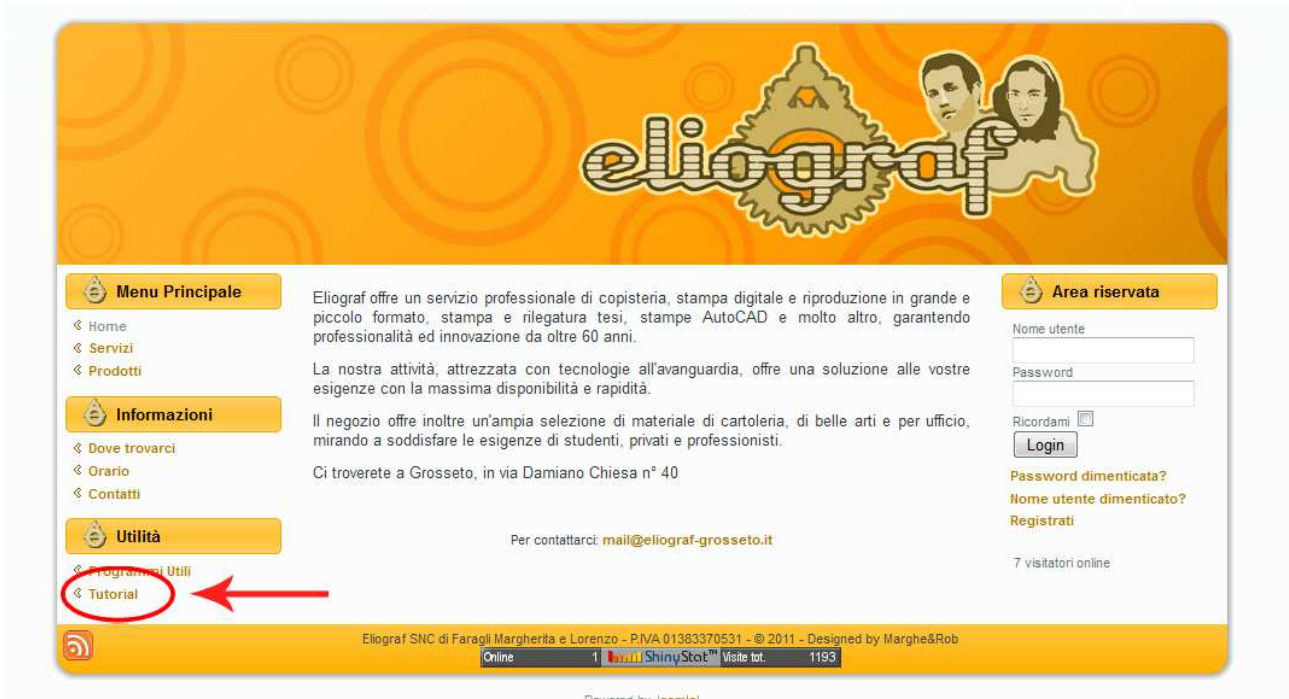 eliograf
Menu Principale
Home
Servizi
Prodotti
Informazioni
Dove trovarci
Orario
Contatti
Utilità
Programmi Utili
Tutorial
Eliograf offre un servizio professionale di copisteria, stampa digitale e riproduzione in grande e
piccolo formato, stampa e rilegatura tesi, stampe AutoCAD e molto altro, garantendo
professionalità ed innovazione da oltre 60 anni.
La nostra attività, attrezzata con tecnologie all'avanguardia, offre una soluzione alle vostre
esigenze con la massima disponibilità e rapidità.
Il negozio offre inoltre un'ampia selezione di materiale di cartoleria, di belle arti e per ufficio,
mirando a soddisfare le esigenze di studenti, privati e professionisti.
Ci troverete a Grosseto, in via Damiano Chiesa n° 40
Per contattarci: mail@eliograf-grosseto.it
Area riservata
Nome utente
Password
Ricordami
Login
Password dimenticata?
Nome utente dimenticato?
Registrati
7 visitatori online
Eliograf SNC di Faragli Margherita e Lorenzo - P.IVA 01383370531 - © 2011 - Designed by Marghe&Rob
Online 1 ShinyStat™ Visite tot. 1193
Powered by